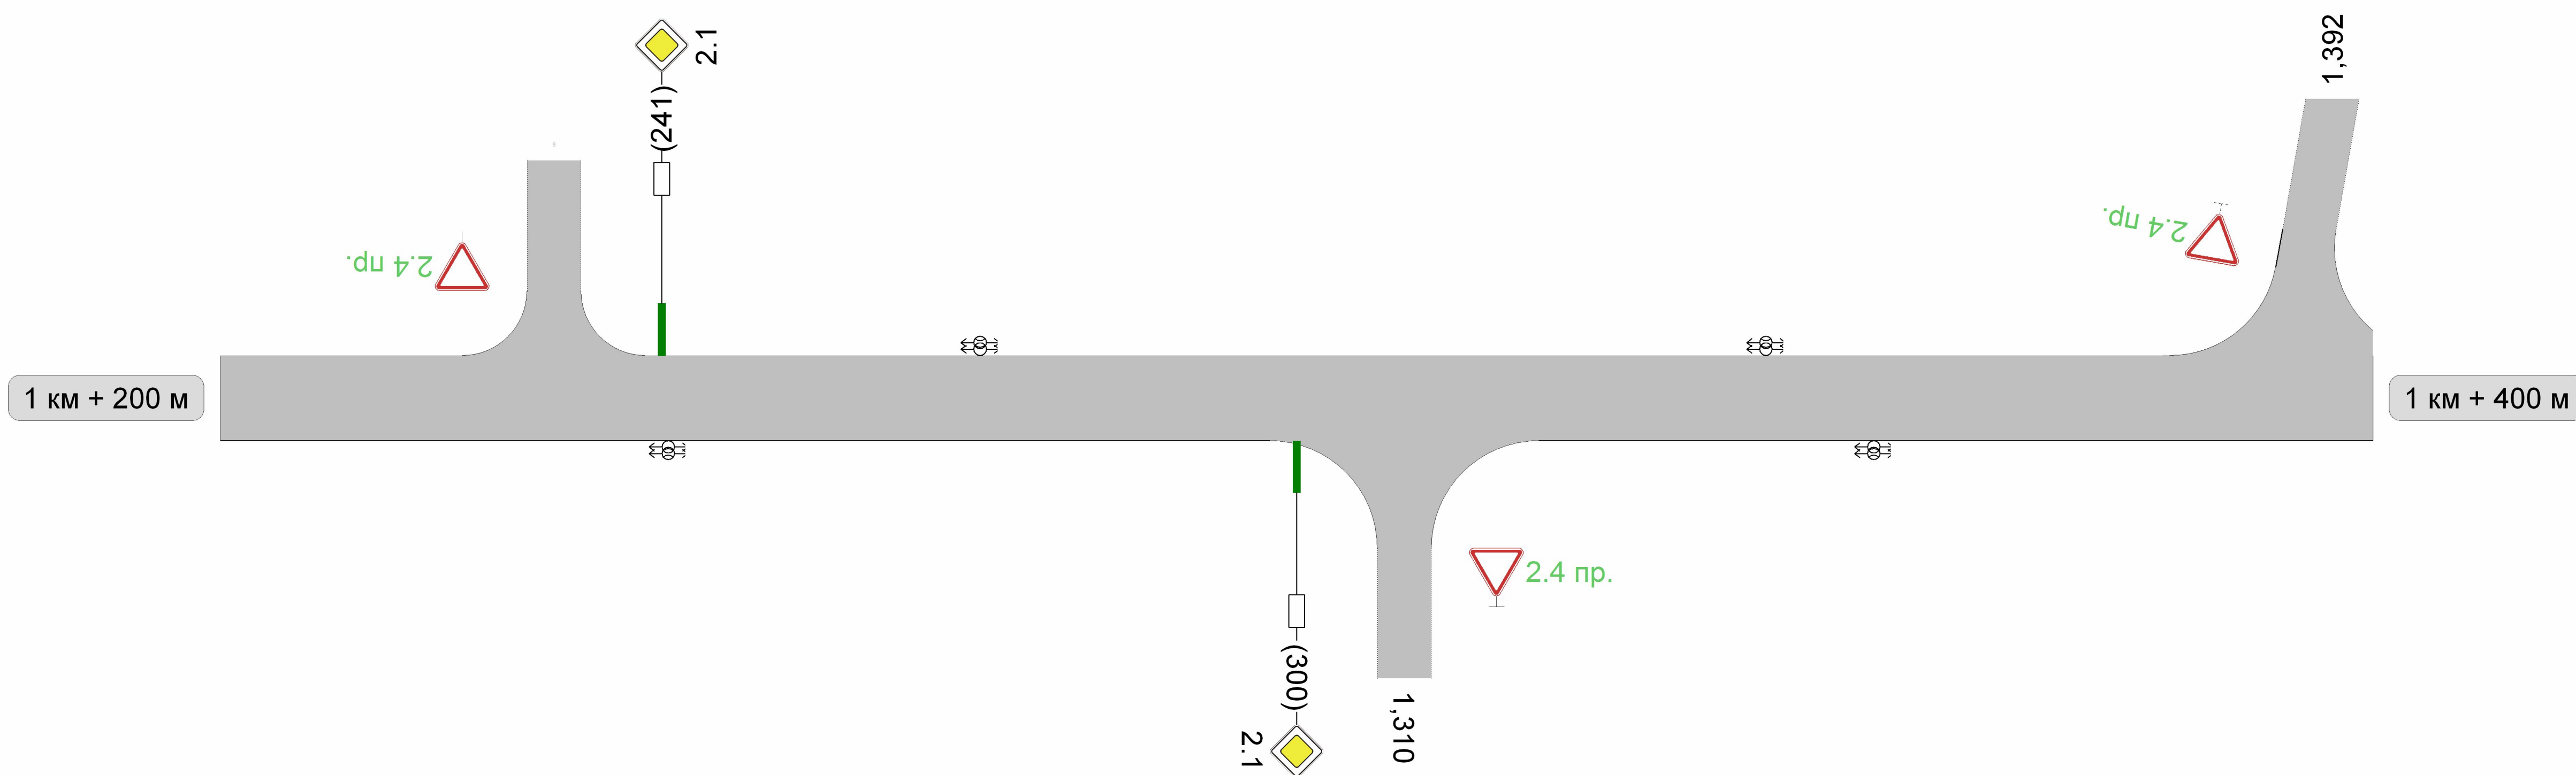 2.1
(241)
1,392
2.4 пр.
2.4 пр.
1 км + 200 м
1 км + 400 м
2.4 пр.
(300)
2.1
1,310